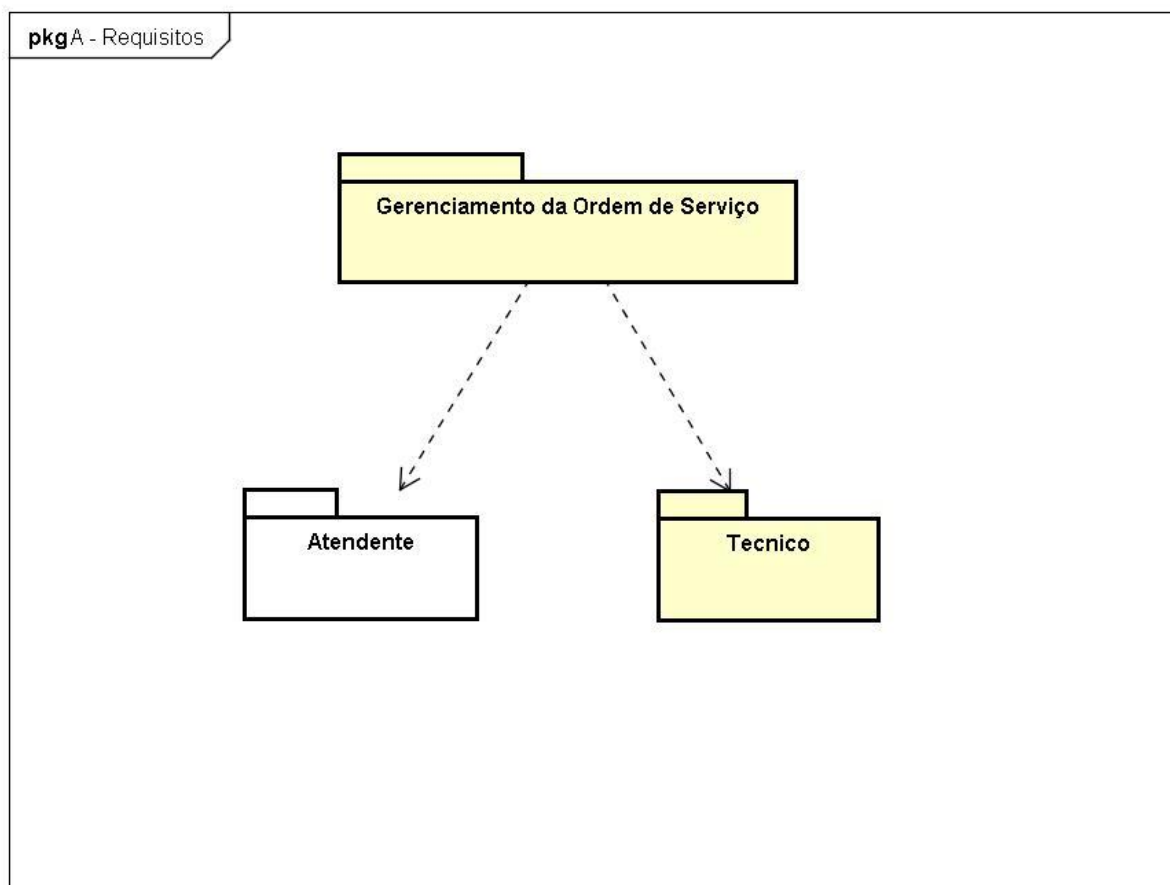 pkg A - Requisitos
Gerenciamento da Ordem de Serviço
Atendente
Tecnico